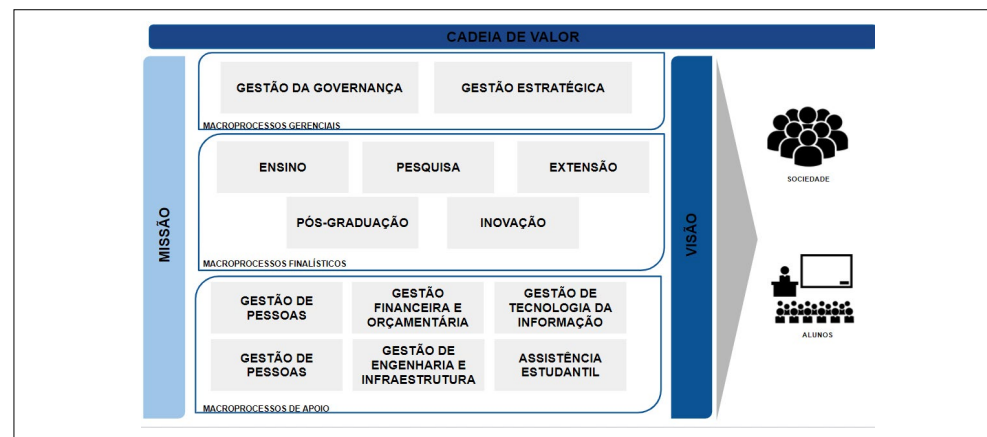 CADEIA DE VALOR
MISSÃO
GESTÃO DA GOVERNANÇA
GESTÃO ESTRATÉGICA
MACROPROCESSOS GERENCIAIS
ENSINO
PESQUISA
EXTENSÃO
PÓS-GRADUAÇÃO
INOVAÇÃO
MACROPROCESSOS FINALÍSTICOS
GESTÃO DE
PESSOAS
GESTÃO
FINANCEIRA E
ORÇAMENTÁRIA
GESTÃO DE
TECNOLOGIA DA
INFORMAÇÃO
GESTÃO DE
PESSOAS
GESTÃO DE
ENGENHARIA E
INFRAESTRUTURA
ASSISTÊNCIA
ESTUDANTIL
MACROPROCESSOS DE APOIO
VISÃO
SOCIEDADE
ALUNOS